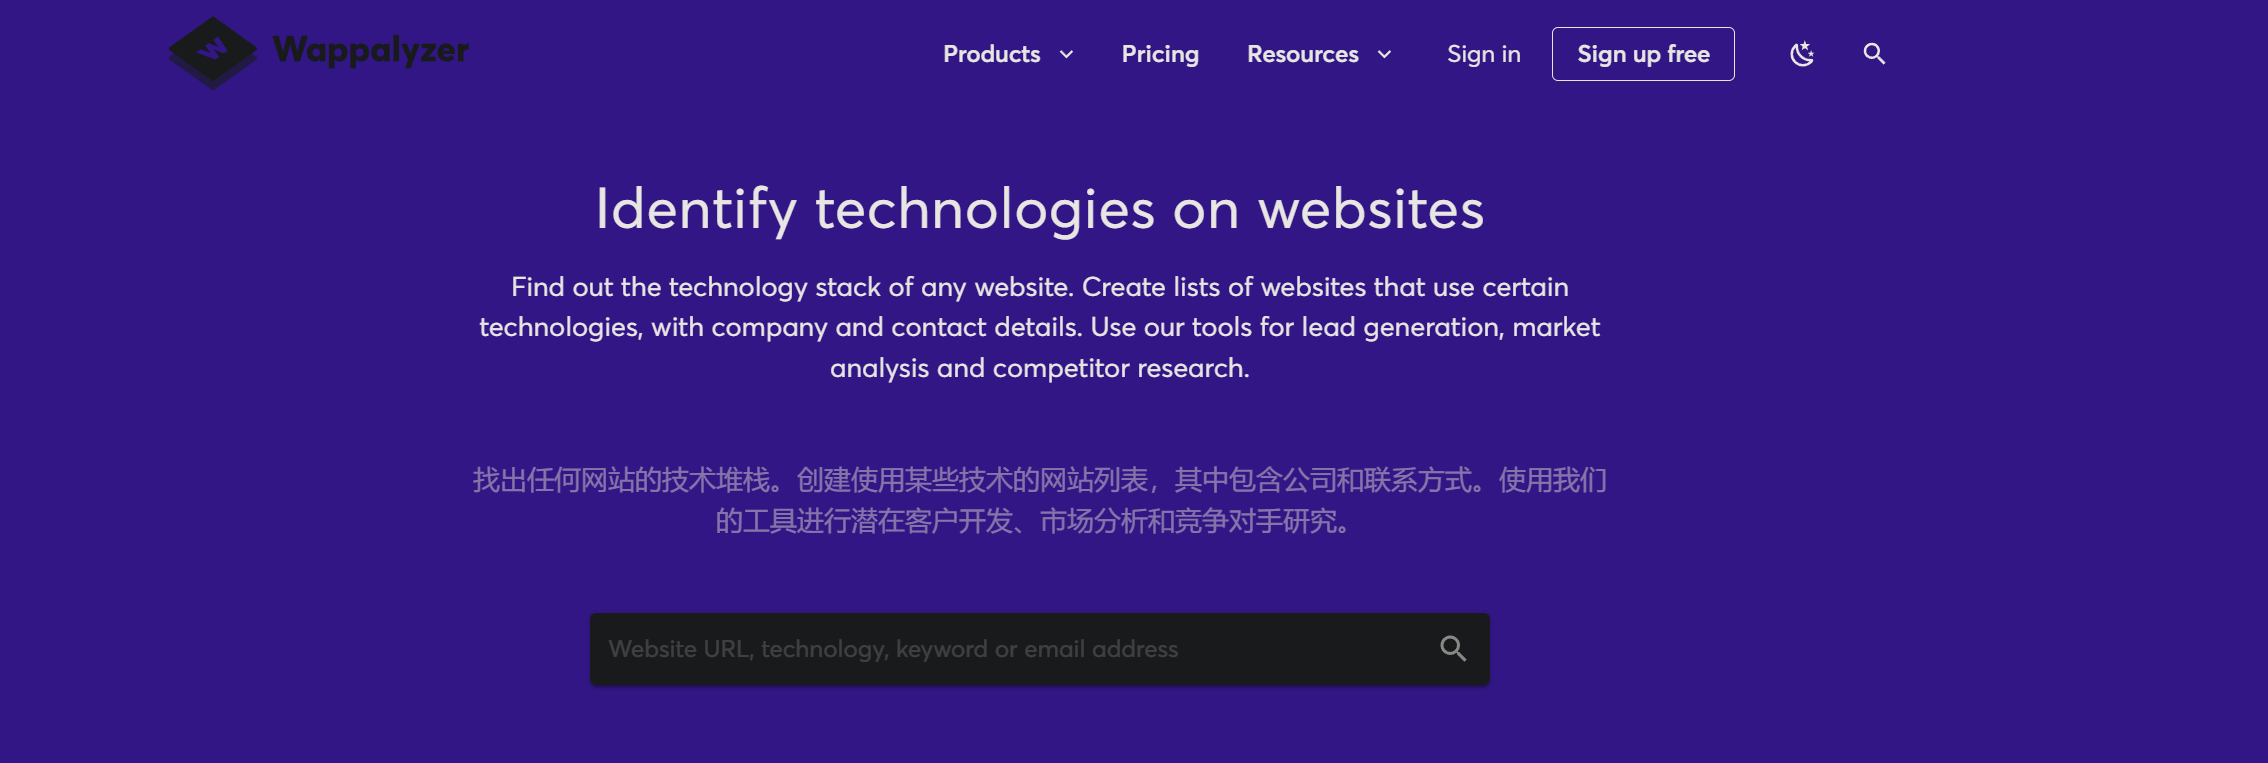 Wappalyzer
Products
Pricing
Resources
Sign in
Sign up free
Identify technologies on websites
Find out the technology stack of any website. Create lists of websites that use certain
technologies, with company and contact details. Use our tools for lead generation, market
analysis and competitor research.
找出任何网站的技术堆栈。创建使用某些技术的网站列表，其中包含公司和联系方式。使用我们
的工具进行潜在客户开发、市场分析和竞争对手研究。
Website URL, technology, keyword or email address